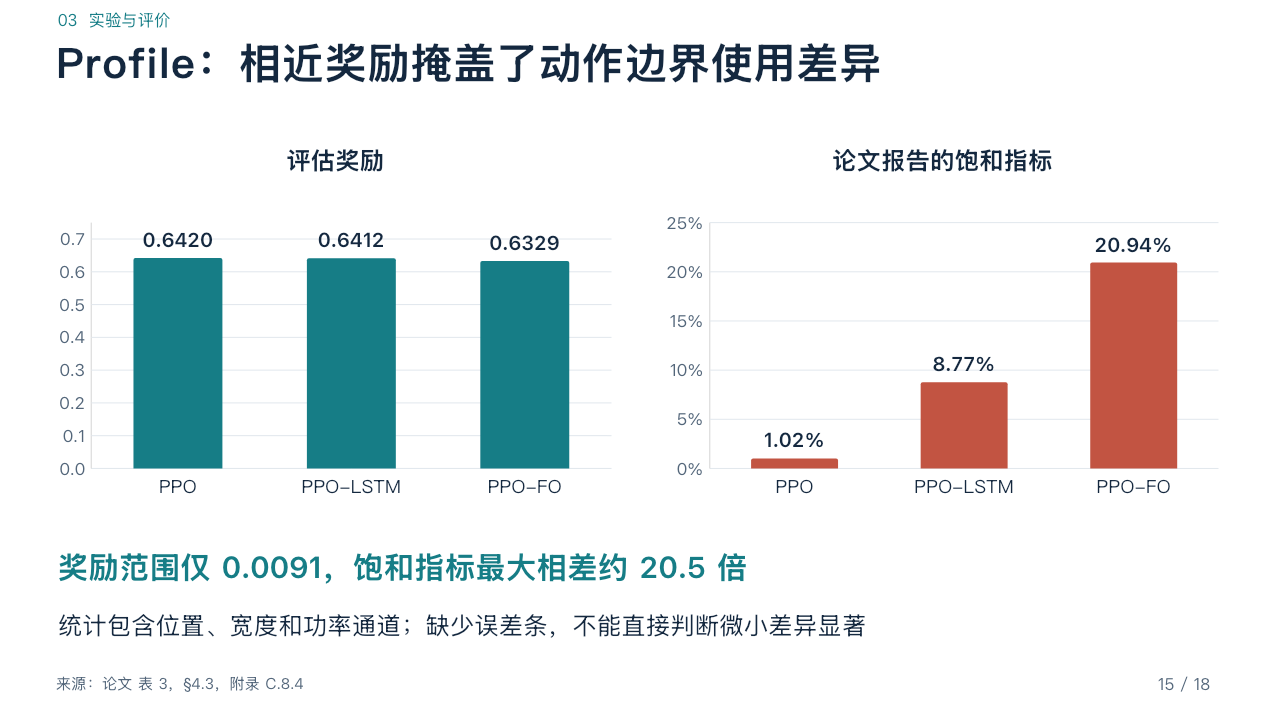 03 实验与评价
Profile：相近奖励掩盖了动作边界使用差异
评估奖励
0.7
0.6
0.5
0.4
0.3
0.2
0.1
0.0
0.6420
0.6412
0.6329
PPO
PPO–LSTM
PPO–FO
论文报告的饱和指标
25%
20%
15%
10%
5%
0%
1.02%
8.77%
20.94%
PPO
PPO–LSTM
PPO–FO
奖励范围仅 0.0091，饱和指标最大相差约 20.5 倍
统计包含位置、宽度和功率通道；缺少误差条，不能直接判断微小差异显著
来源：论文 表 3，§4.3，附录 C.8.4
15 / 18